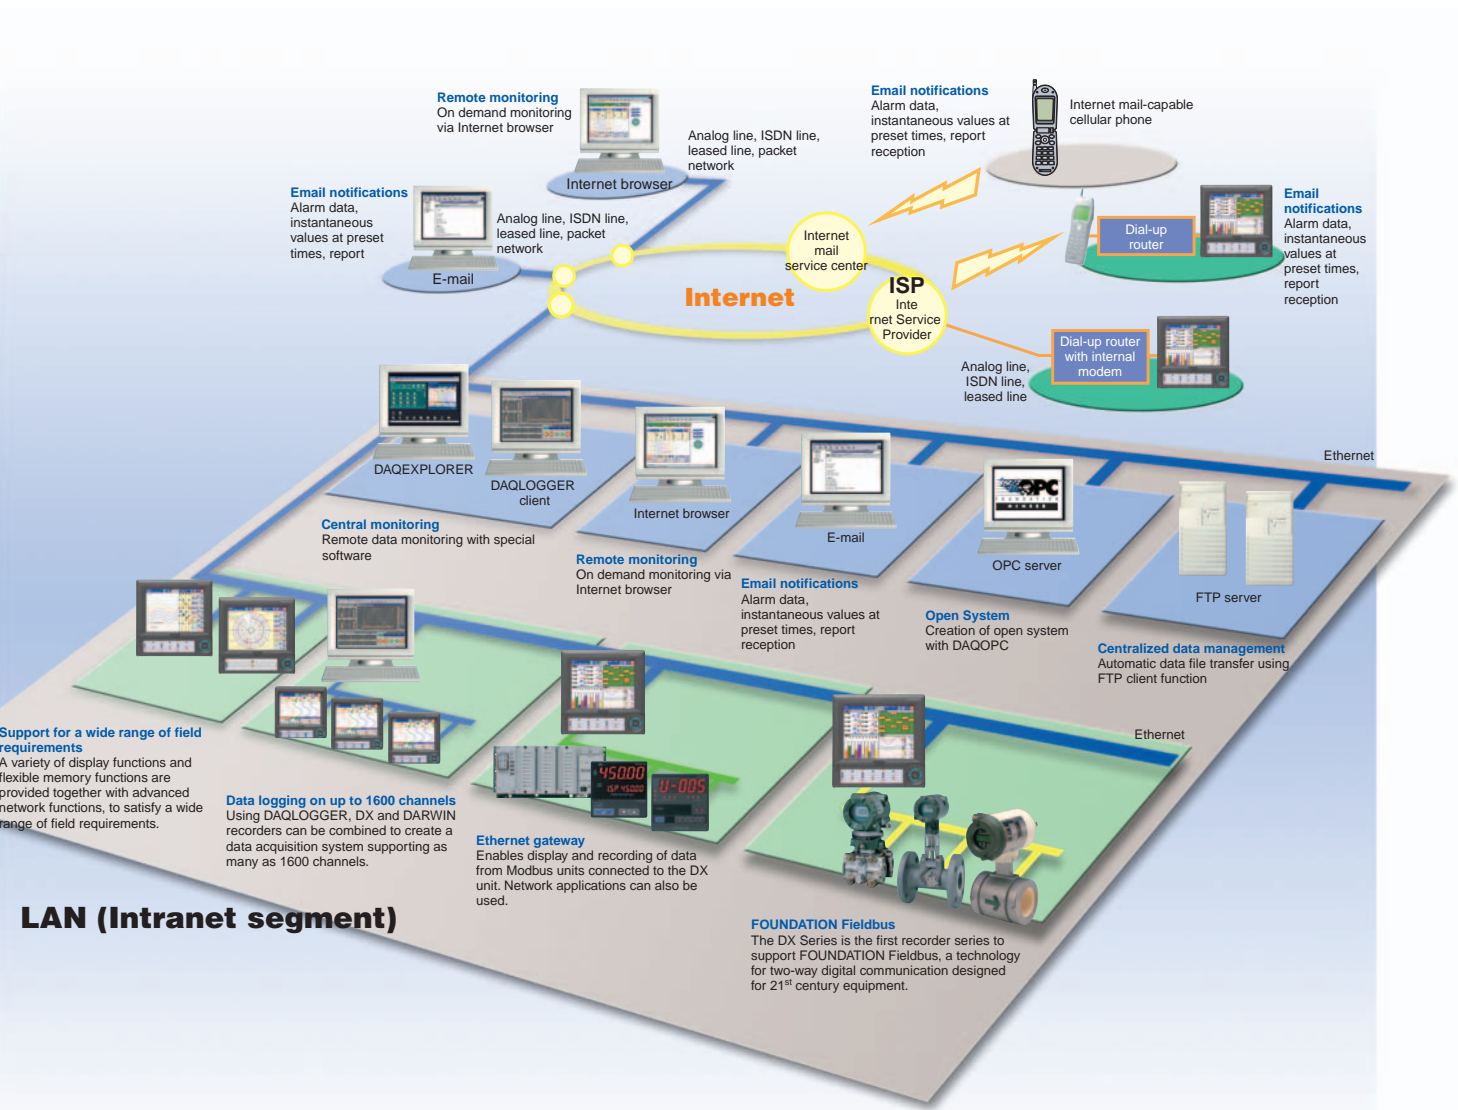 Remote monitoring
On demand monitoring
via Internet browser
Internet browser
Analog line, ISDN line,
leased line, packet
network
Email notifications
Alarm data,
instantaneous values at
preset times, report
reception
Internet mail-capable
cellular phone
Email notifications
Alarm data,
instantaneous
values at preset
times, report
E-mail
Analog line, ISDN line,
leased line, packet
network
Internet
Internet
mail
service center
ISP
Inte
rnet Service
Provider
Dial-up
router
Email
notifications
Alarm data,
instantaneous
values at
preset times,
report
reception
Dial-up router
with internal
modem
Analog line,
ISDN line,
leased line
Ethernet
DAQEXPLORER
DAQLOGGER
client
Central monitoring
Remote data monitoring with special
software
Internet browser
Remote monitoring
On demand monitoring via
Internet browser
E-mail
Email notifications
Alarm data,
instantaneous values at
preset times, report
reception
OPC
FOUNDATION
MEMBER
OPC server
Open System
Creation of open system
with DAQOPC
FTP server
Centralized data management
Automatic data file transfer using
FTP client function
Ethernet
Support for a wide range of field
requirements
A variety of display functions and
flexible memory functions are
provided together with advanced
network functions, to satisfy a wide
range of field requirements.
Data logging on up to 1600 channels
Using DAQLOGGER, DX and DARWIN
recorders can be combined to create a
data acquisition system supporting as
many as 1600 channels.
450.00
U-005
Ethernet gateway
Enables display and recording of data
from Modbus units connected to the DX
unit. Network applications can also be
used.
FOUNDATION Fieldbus
The DX Series is the first recorder series to
support FOUNDATION Fieldbus, a technology
for two-way digital communication designed
for 21st century equipment.
LAN (Intranet segment)